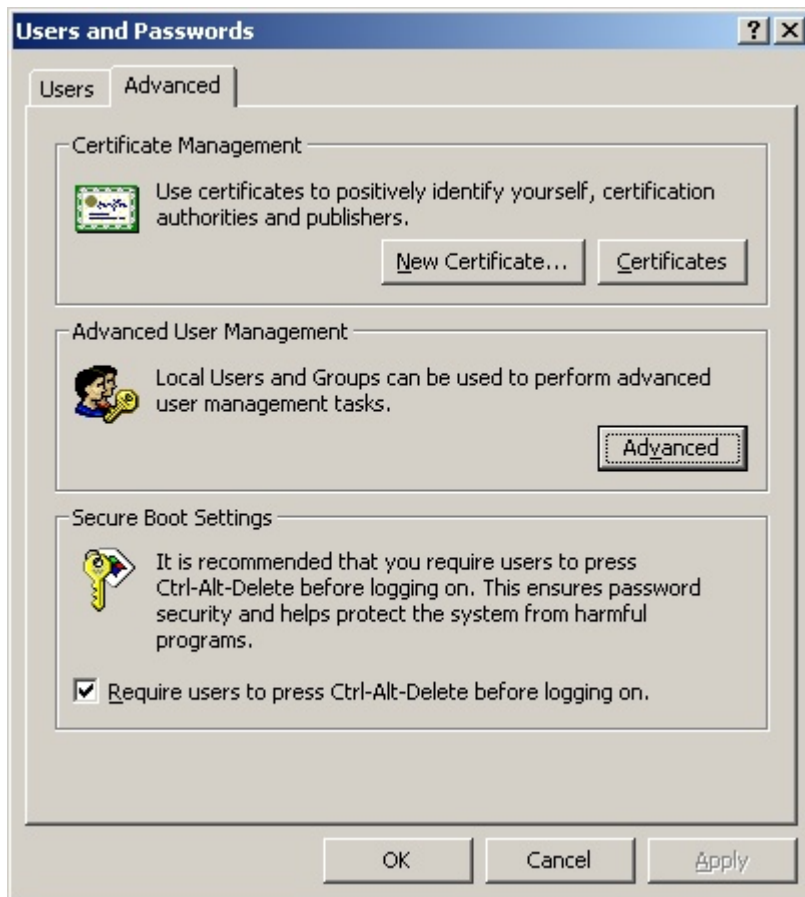 Users and Passwords
Users
Advanced
Certificate Management
Use certificates to positively identify yourself, certification
authorities and publishers.
New Certificate...
Certificates
Advanced User Management
Local Users and Groups can be used to perform advanced
user management tasks.
Advanced
Secure Boot Settings
It is recommended that you require users to press
Ctrl-Alt-Delete before logging on. This ensures password
security and helps protect the system from harmful
programs.
Require users to press Ctrl-Alt-Delete before logging on.
OK
Cancel
Apply